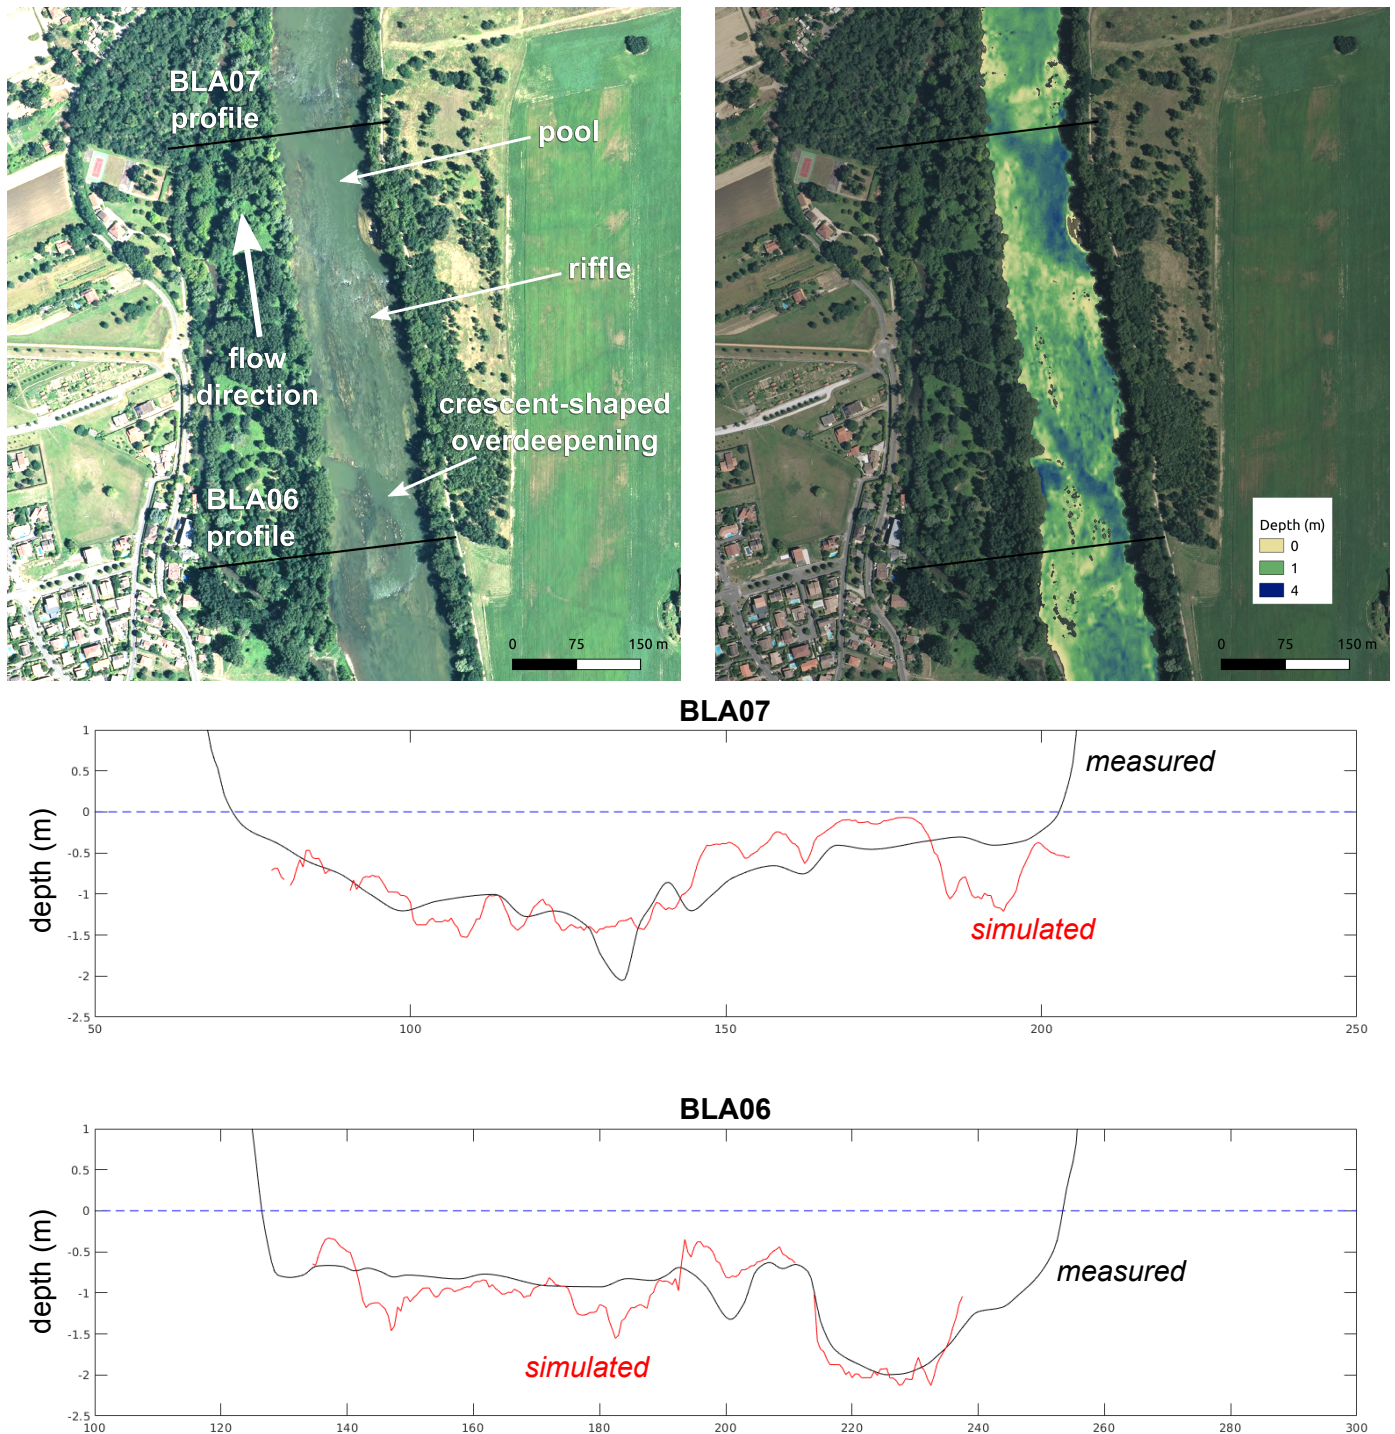 BLA07
profile
pool
riffle
flow
direction
crescent-shaped
overdeepening
BLA06
profile
0 75 150 m
Depth (m)
0
1
4
0 75 150 m
BLA07
1
0.5
0
-0.5
-1
-1.5
-2
-2.5
depth (m)
measured
simulated
50 100 150 200 250
BLA06
1
0.5
0
-0.5
-1
-1.5
-2
-2.5
depth (m)
measured
simulated
100 120 140 160 180 200 220 240 260 280 300